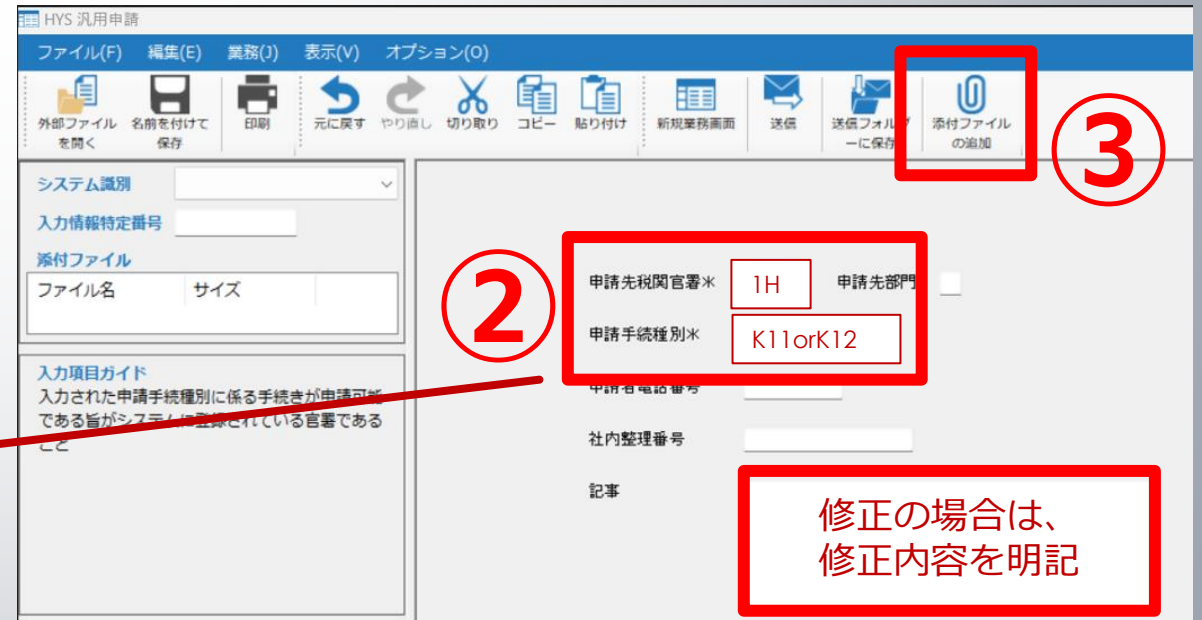 HYS 汎用申請
ファイル(F) 編集(E) 業務(J) 表示(V) オプション(O)
外部ファイル
を開く
名前を付けて
保存
印刷
元に戻す
やり直し
切り取り
コピー
貼り付け
新規業務画面
送信
送信フォルダ
ーに保存
添付ファイル
の追加
③
システム識別
入力情報特定番号
添付ファイル
ファイル名 サイズ
入力項目ガイド
入力された申請手続種別に係る手続きが申請可能
である旨がシステムに登録されている官署である
こと
②
申請先税関官署＊ 1H 申請先部門
申請手続種別＊ K11orK12
申請者電話番号
社内整理番号
記事
修正の場合は、
修正内容を明記